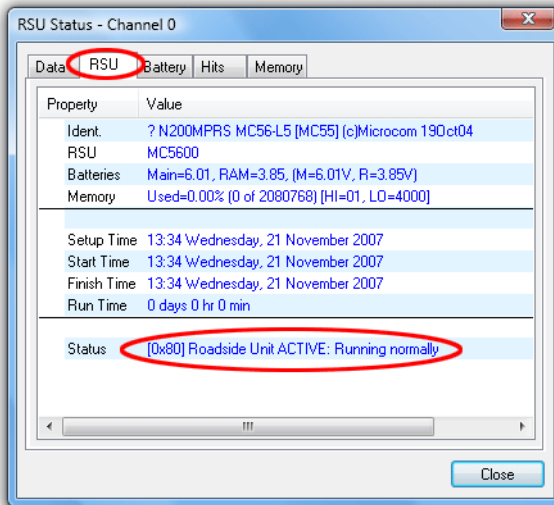 RSU Status - Channel 0
Data RSU Battery Hits Memory
Property Value
Ident. ? N200MPRS MC56-L5 [MC55] (c)Microcom 19Oct04
RSU MC5600
Batteries Main=6.01, RAM=3.85, (M=6.01V, R=3.85V)
Memory Used=0.00% (0 of 2080768) [HI=01, LO=4000]
Setup Time 13:34 Wednesday, 21 November 2007
Start Time 13:34 Wednesday, 21 November 2007
Finish Time 13:34 Wednesday, 21 November 2007
Run Time 0 days 0 hr 0 min
Status [0x80] Roadside Unit ACTIVE: Running normally
Close